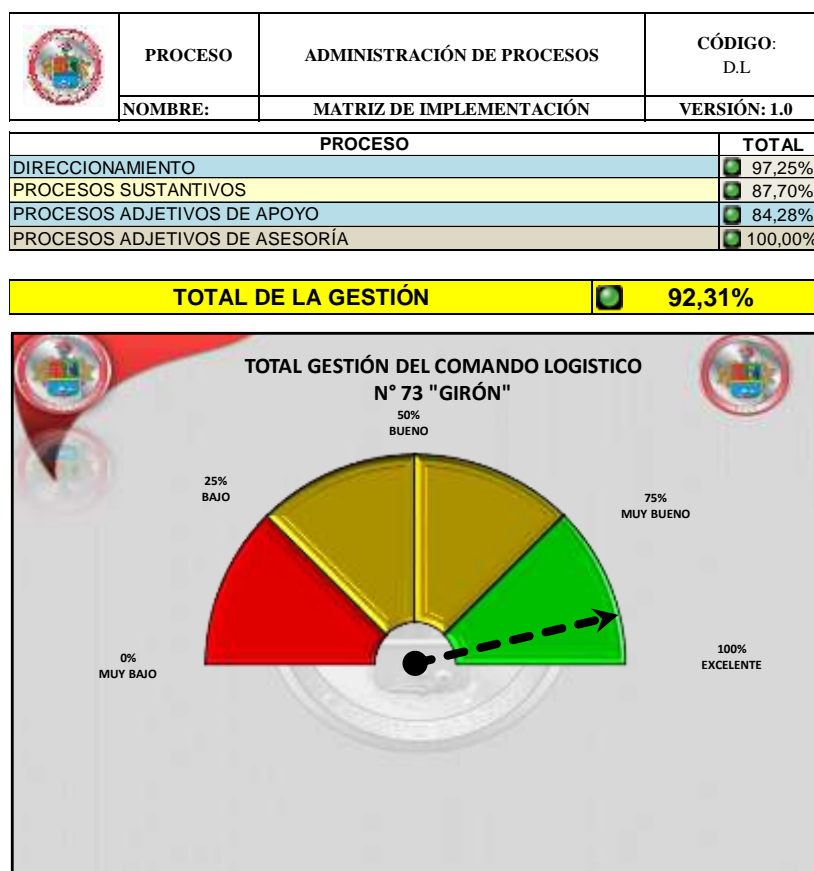 PROCESO
ADMINISTRACIÓN DE PROCESOS
CÓDIGO:
D.L
NOMBRE:
MATRIZ DE IMPLEMENTACIÓN
VERSIÓN: 1.0
PROCESO TOTAL
DIRECCIONAMIENTO 97,25%
PROCESOS SUSTANTIVOS 87,70%
PROCESOS ADJETIVOS DE APOYO 84,28%
PROCESOS ADJETIVOS DE ASESORÍA 100,00%
TOTAL DE LA GESTIÓN 92,31%
TOTAL GESTIÓN DEL COMANDO LOGISTICO
N° 73 "GIRÓN"
50%
BUENO
25%
BAJO
75%
MUY BUENO
0%
MUY BAJO
100%
EXCELENTE